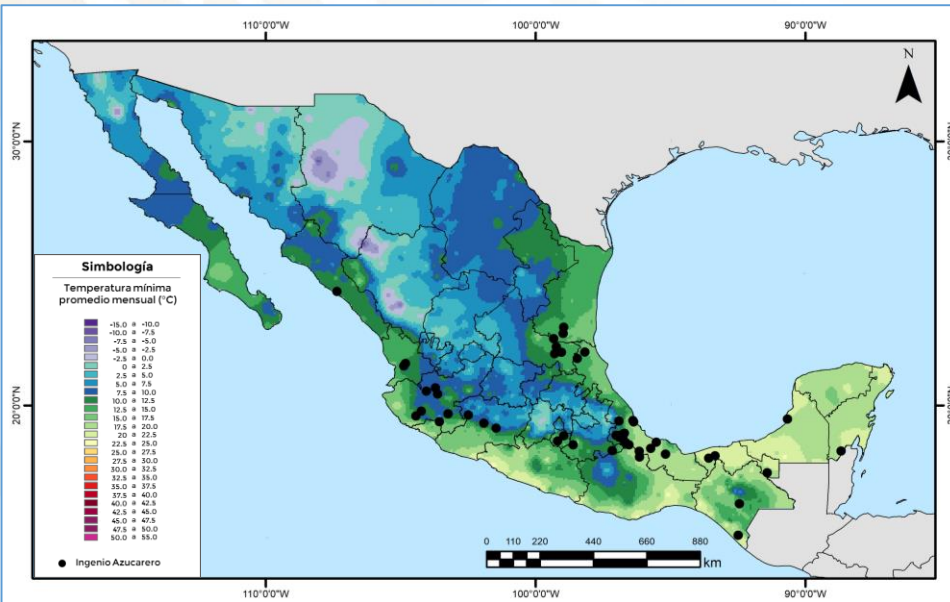 110°0'0"W 100°0'0"W 90°0'0"W
N
30°0'0"N
20°0'0"N
Simbología
Temperatura mínima
promedio mensual (°C)
-15.0 a -10.0
-10.0 a -7.5
-7.5 a -5.0
-5.0 a -2.5
-2.5 a 0.0
0 a 2.5
2.5 a 5.0
5.0 a 7.5
7.5 a 10.0
10.0 a 12.5
12.5 a 15.0
15.0 a 17.5
17.5 a 20.0
20 a 22.5
22.5 a 25.0
25.0 a 27.5
27.5 a 30.0
30.0 a 32.5
32.5 a 35.0
35.0 a 37.5
37.5 a 40.0
40.0 a 42.5
42.5 a 45.0
45.0 a 47.5
47.5 a 50.0
50.0 a 55.0
Ingenio Azucarero
0 110 220 440 660 880
km
110°0'0"W 100°0'0"W 90°0'0"W